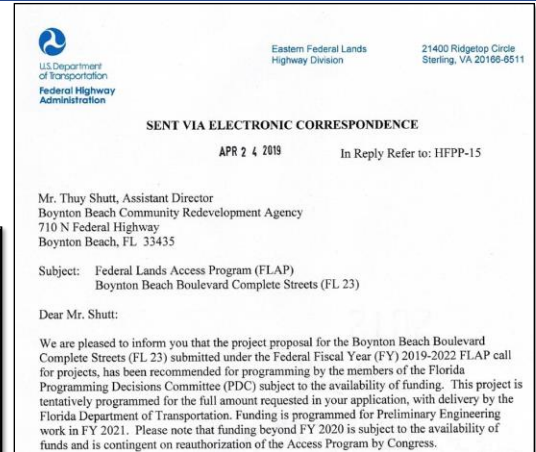 U.S. Department
of Transportation
Federal Highway
Administration
Eastern Federal Lands
Highway Division
21400 Ridgetop Circle
Sterling, VA 20166-6511
SENT VIA ELECTRONIC CORRESPONDENCE
APR 24 2019
In Reply Refer to: HFPP-15
Mr. Thuy Shutt, Assistant Director
Boynton Beach Community Redevelopment Agency
710 N Federal Highway
Boynton Beach, FL 33435
Subject: Federal Lands Access Program (FLAP)
Boynton Beach Boulevard Complete Streets (FL 23)
Dear Mr. Shutt:
We are pleased to inform you that the project proposal for the Boynton Beach Boulevard
Complete Streets (FL 23) submitted under the Federal Fiscal Year (FY) 2019-2022 FLAP call
for projects, has been recommended for programming by the members of the Florida
Programming Decisions Committee (PDC) subject to the availability of funding. This project is
tentatively programmed for the full amount requested in your application, with delivery by the
Florida Department of Transportation. Funding is programmed for Preliminary Engineering
work in FY 2021. Please note that funding beyond FY 2020 is subject to the availability of
funds and is contingent on reauthorization of the Access Program by Congress.